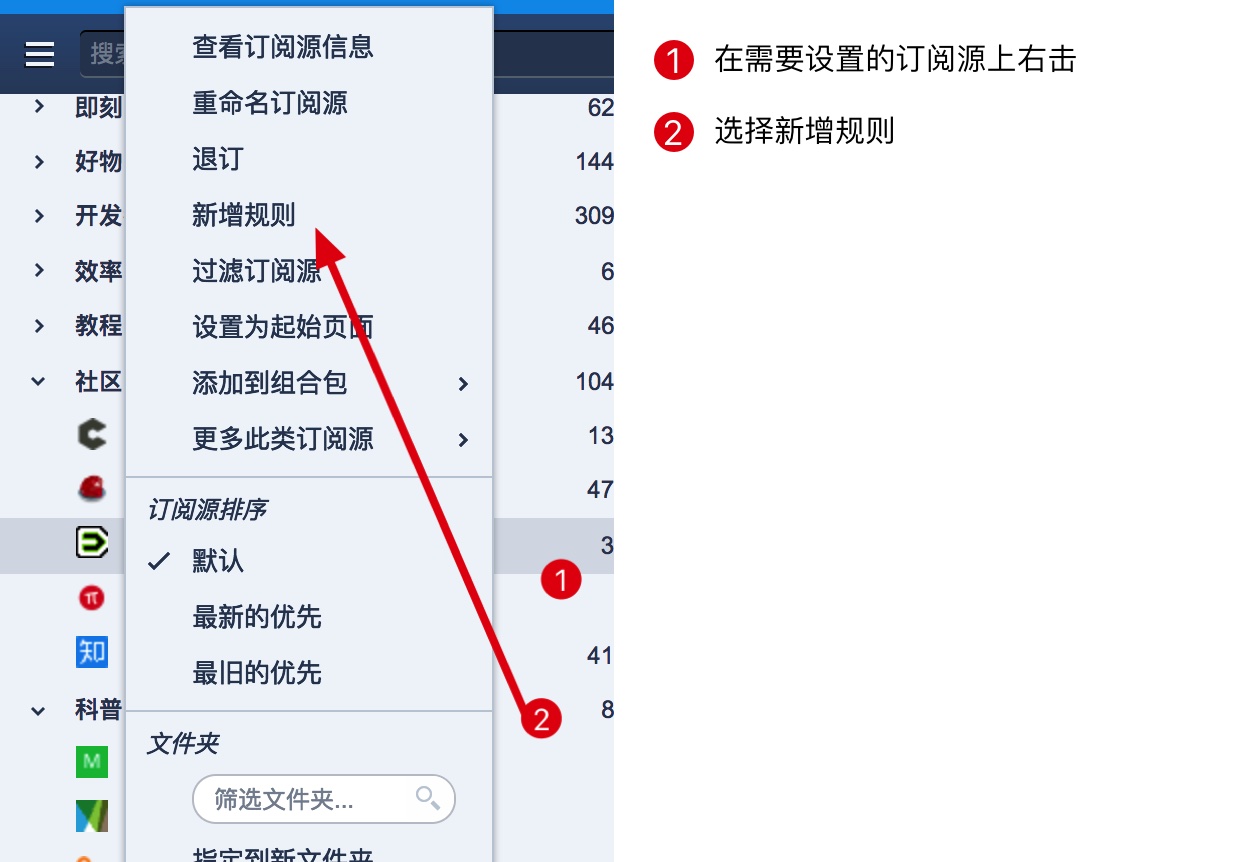 搜索
查看订阅源信息
重命名订阅源
退订
新增规则
过滤订阅源
设置为起始页面
添加到组合包
更多此类订阅源
订阅源排序
默认
最新的优先
最旧的优先
文件夹
筛选文件夹...
指定到新文件夹
即刻 62
好物 144
开发 309
效率 6
教程 46
社区 104
13
47
3
π
知 41
科普 8
M
1
2
1 在需要设置的订阅源上右击
2 选择新增规则